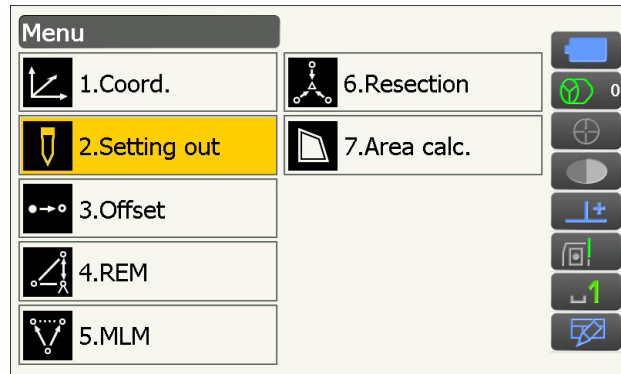 Menu
1.Coord.
2.Setting out
3.Offset
4.REM
5.MLM
6.Resection
7.Area calc.
0
1